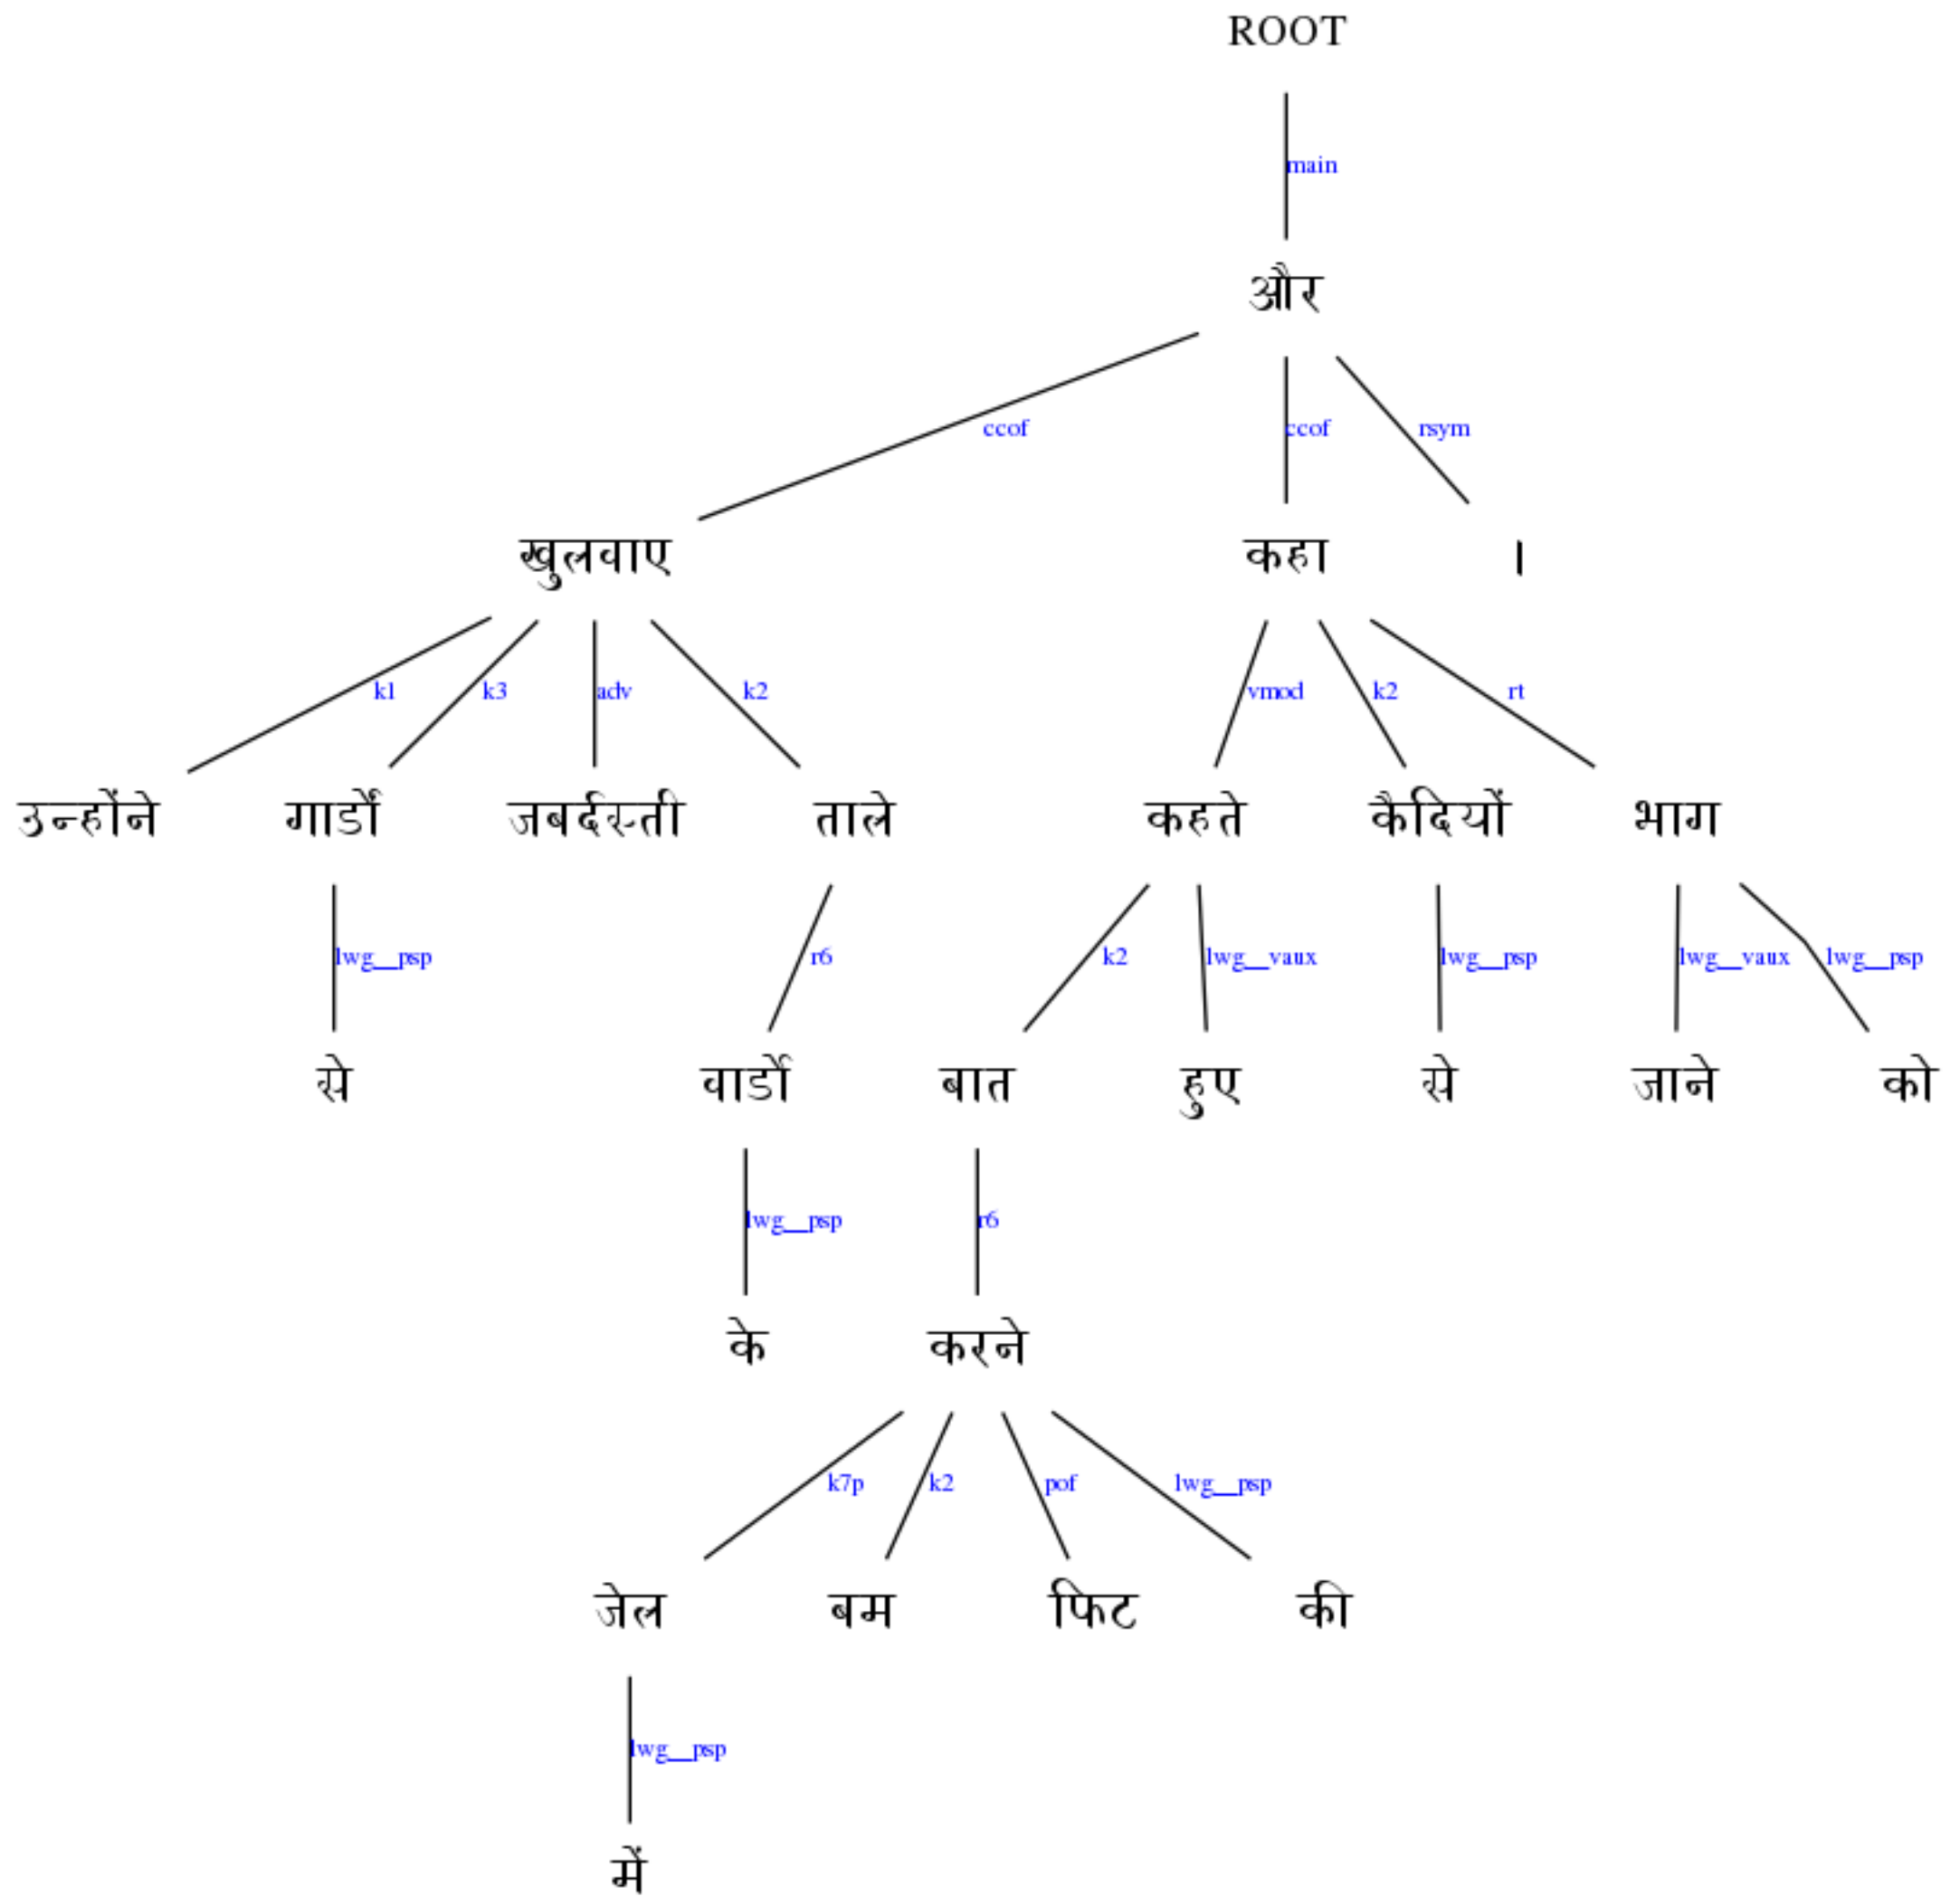 ROOT
main
और
ccof ccof rsym
खुलवाए कहा ।
k1 k3 adv k2 vmod k2 rt
उन्होंने गार्डों जबर्दस्ती ताले कहते कैदियों भाग
lwg__psp r6 k2 lwg__vaux lwg__psp lwg__vaux lwg__psp
से वार्डों बात हुए से जाने को
lwg__psp r6
के करने
k7p k2 pof lwg__psp
जेल बम फिट की
lwg__psp
में